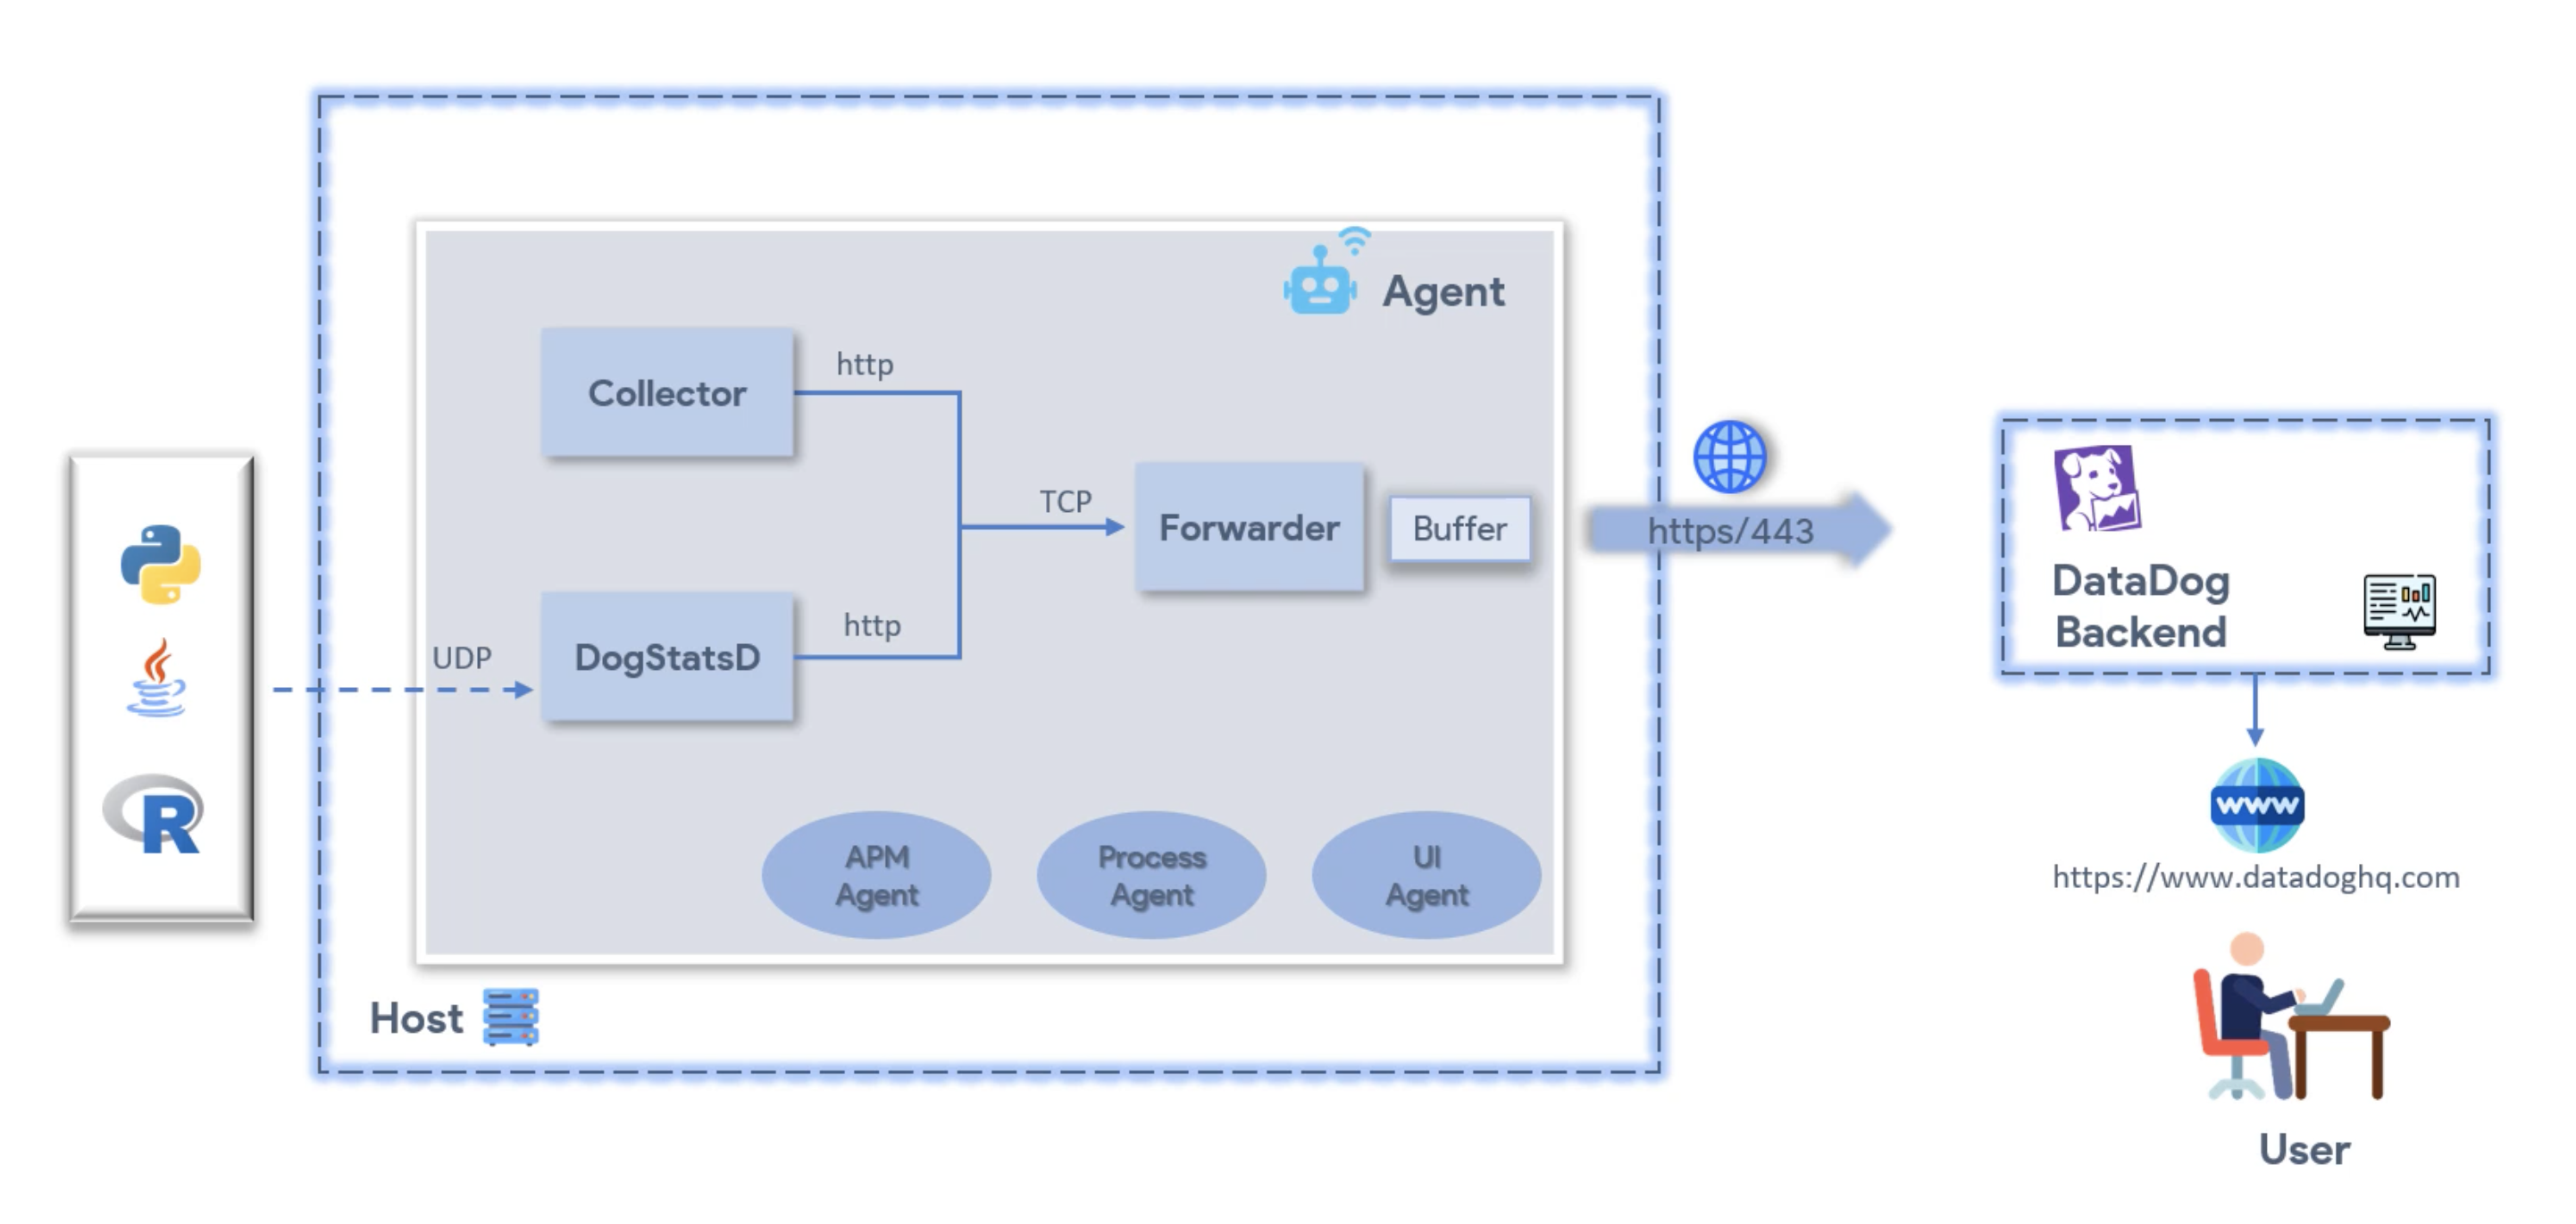 Agent
Collector
http
TCP
Forwarder
Buffer
https/443
UDP
DogStatsD
http
APM
Agent
Process
Agent
UI
Agent
Host
DataDog
Backend
www
https://www.datadoghq.com
User
R